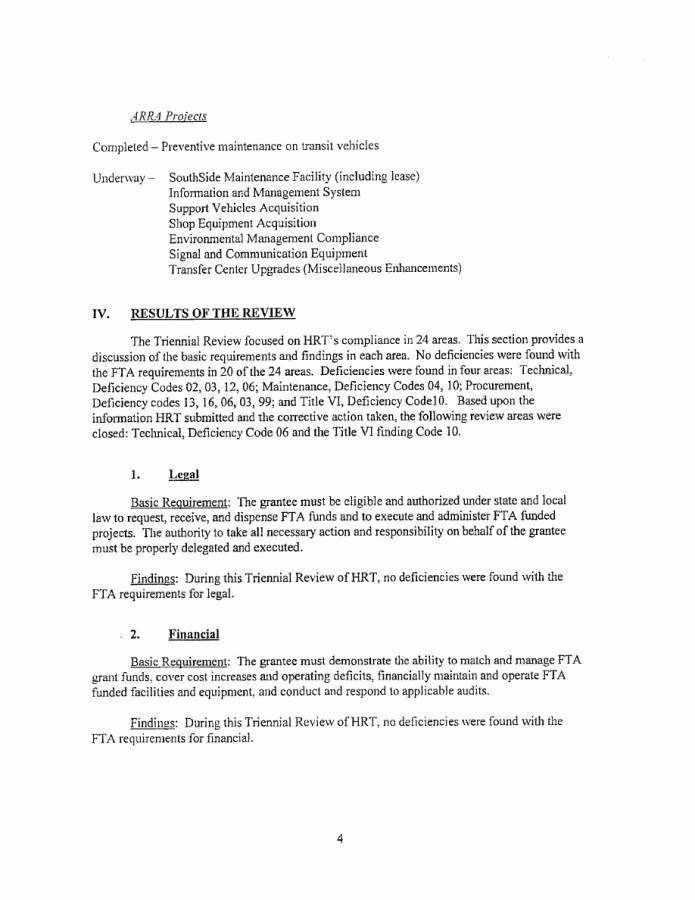 ARRA Projects
Completed – Preventive maintenance on transit vehicles
Underway – SouthSide Maintenance Facility (including lease)
Information and Management System
Support Vehicles Acquisition
Shop Equipment Acquisition
Environmental Management Compliance
Signal and Communication Equipment
Transfer Center Upgrades (Miscellaneous Enhancements)
IV. RESULTS OF THE REVIEW
The Triennial Review focused on HRT's compliance in 24 areas. This section provides a
discussion of the basic requirements and findings in each area. No deficiencies were found with
the FTA requirements in 20 of the 24 areas. Deficiencies were found in four areas: Technical,
Deficiency Codes 02, 03, 12, 06; Maintenance, Deficiency Codes 04, 10; Procurement,
Deficiency codes 13, 16, 06, 03, 99; and Title VI, Deficiency Code10. Based upon the
information HRT submitted and the corrective action taken, the following review areas were
closed: Technical, Deficiency Code 06 and the Title VI finding Code 10.
1. Legal
Basic Requirement: The grantee must be eligible and authorized under state and local
law to request, receive, and dispense FTA funds and to execute and administer FTA funded
projects. The authority to take all necessary action and responsibility on behalf of the grantee
must be properly delegated and executed.
Findings: During this Triennial Review of HRT, no deficiencies were found with the
FTA requirements for legal.
2. Financial
Basic Requirement: The grantee must demonstrate the ability to match and manage FTA
grant funds, cover cost increases and operating deficits, financially maintain and operate FTA
funded facilities and equipment, and conduct and respond to applicable audits.
Findings: During this Triennial Review of HRT, no deficiencies were found with the
FTA requirements for financial.
4